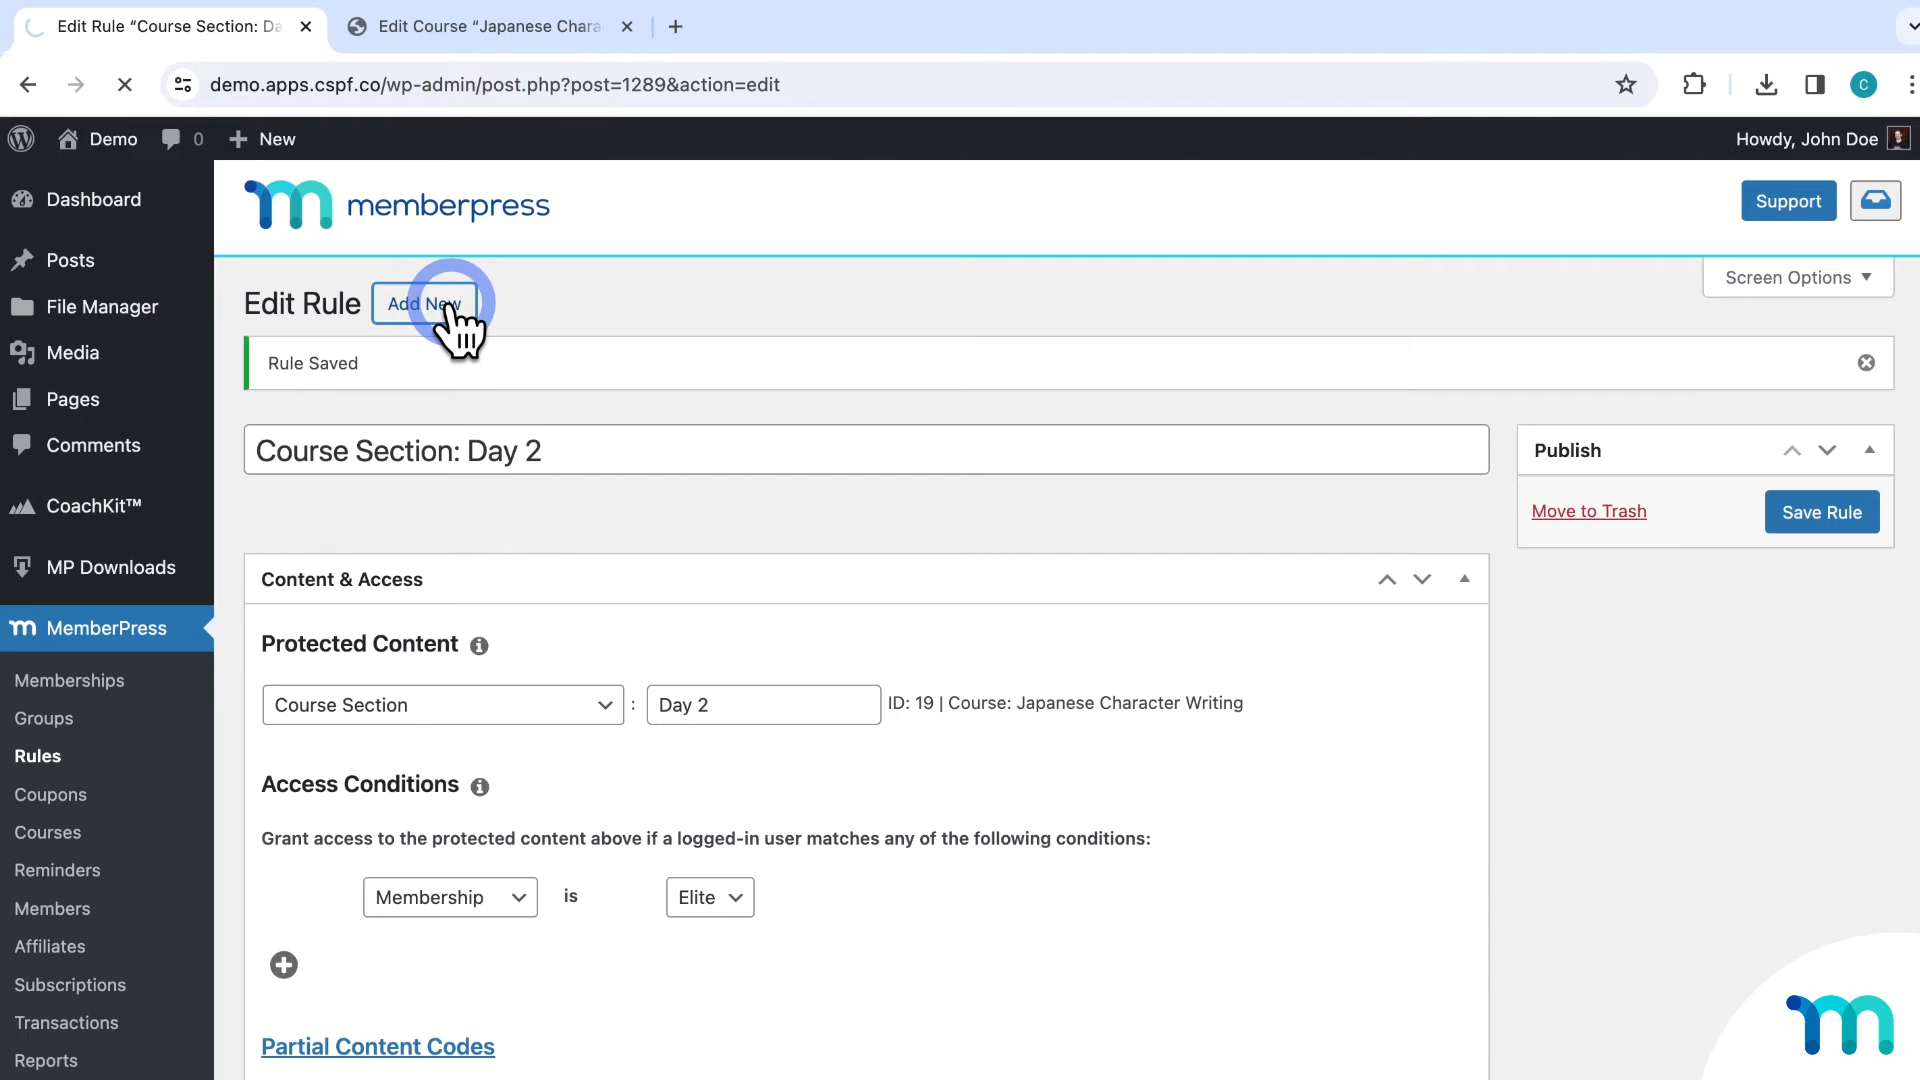 Edit Rule “Course Section: Da
Edit Course “Japanese Chara
demo.apps.cspf.co/wp-admin/post.php?post=1289&action=edit
C
Demo
0
New
Howdy, John Doe
Dashboard
Posts
File Manager
Media
Pages
Comments
CoachKit™
MP Downloads
MemberPress
Memberships
Groups
Rules
Coupons
Courses
Reminders
Members
Affiliates
Subscriptions
Transactions
Reports
memberpress
Support
Screen Options
Edit Rule
Add New
Rule Saved
Course Section: Day 2
Publish
Move to Trash
Save Rule
Content & Access
Protected Content
Course Section : Day 2 ID: 19 | Course: Japanese Character Writing
Access Conditions
Grant access to the protected content above if a logged-in user matches any of the following conditions:
Membership is Elite
Partial Content Codes